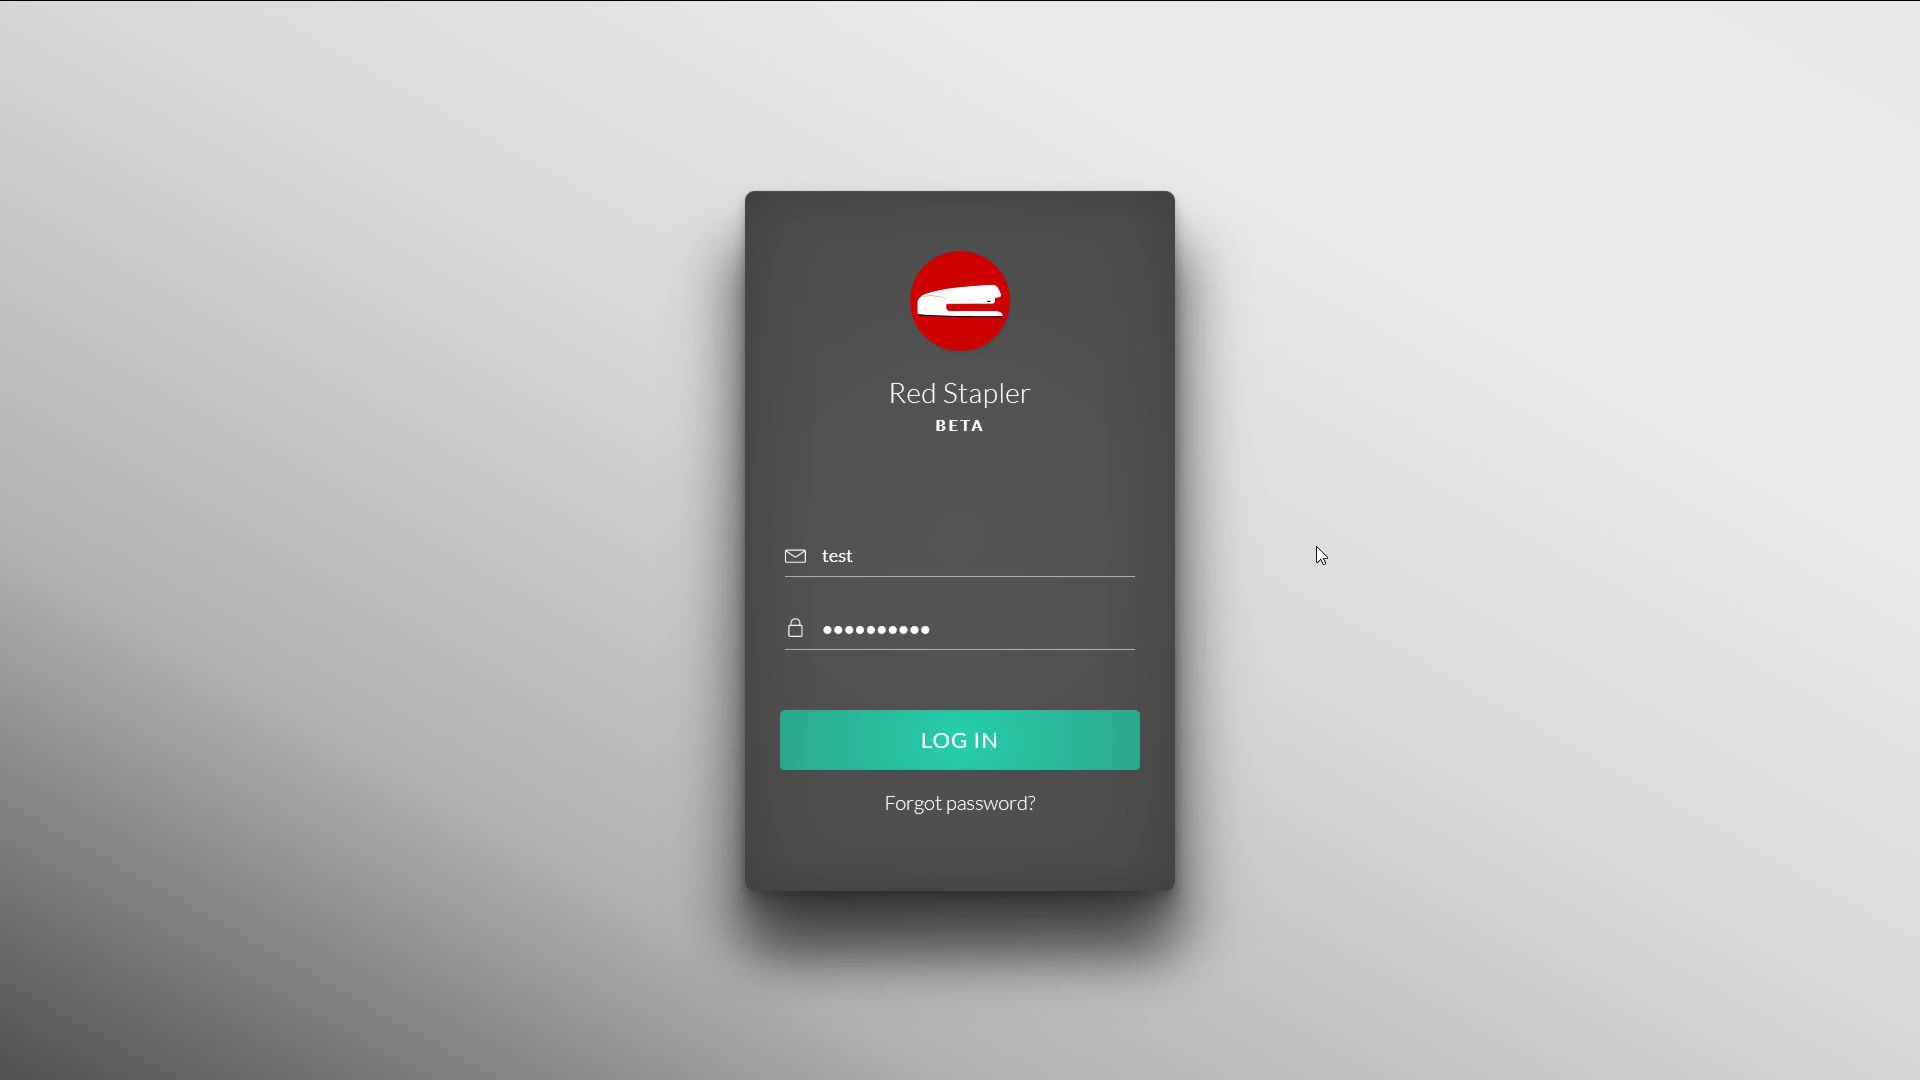 Red Stapler
BETA
test
●●●●●●●●●●
LOG IN
Forgot password?